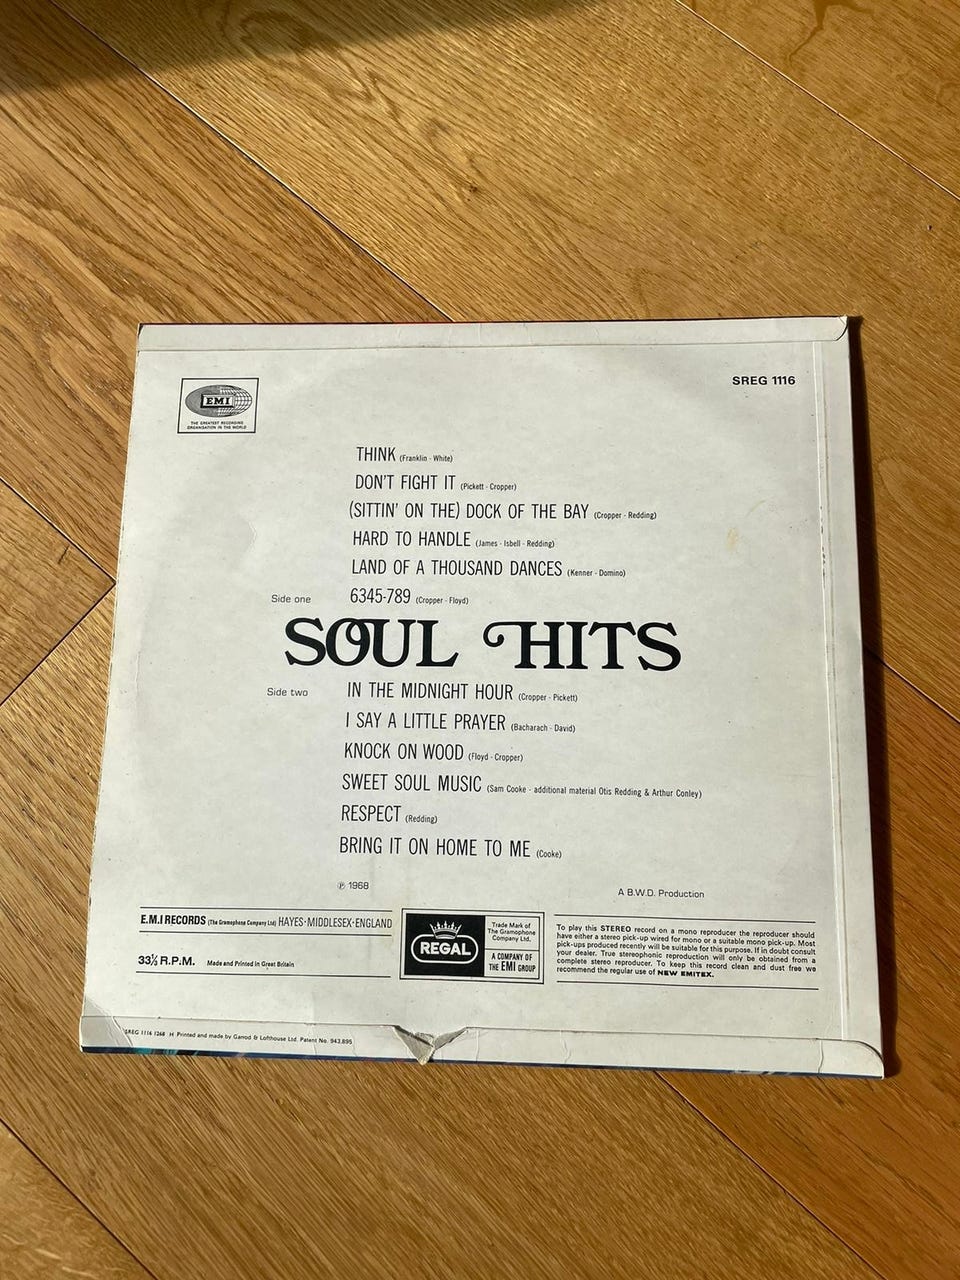 SREG 1116
EMI
THE GREATEST RECORDING
ORGANISATION IN THE WORLD
THINK (Franklin - White)
DON'T FIGHT IT (Pickett - Cropper)
(SITTIN' ON THE) DOCK OF THE BAY (Cropper - Redding)
HARD TO HANDLE (James - Isbell - Redding)
LAND OF A THOUSAND DANCES (Kenner - Domino)
Side one 6345-789 (Cropper - Floyd)
SOUL HITS
Side two IN THE MIDNIGHT HOUR (Cropper - Pickett)
I SAY A LITTLE PRAYER (Bacharach - David)
KNOCK ON WOOD (Floyd - Cropper)
SWEET SOUL MUSIC (Sam Cooke - additional material Otis Redding & Arthur Conley)
RESPECT (Redding)
BRING IT ON HOME TO ME (Cooke)
℗ 1968
A B.W.D. Production
E.M.I RECORDS (The Gramophone Company Ltd) HAYES·MIDDLESEX·ENGLAND
33⅓ R.P.M. Made and Printed in Great Britain
REGAL
Trade Mark of
The Gramophone
Company Ltd.
A COMPANY OF
THE EMI GROUP
To play this STEREO record on a mono reproducer the reproducer should
have either a stereo pick-up wired for mono or a suitable mono pick-up. Most
pick-ups produced recently will be suitable for this purpose. If in doubt consult
your dealer. True stereophonic reproduction will only be obtained from a
complete stereo reproducer. To keep this record clean and dust free we
recommend the regular use of NEW EMITEX.
SREG 1116 1268 H Printed and made by Garrod & Lofthouse Ltd. Patent No. 943,895